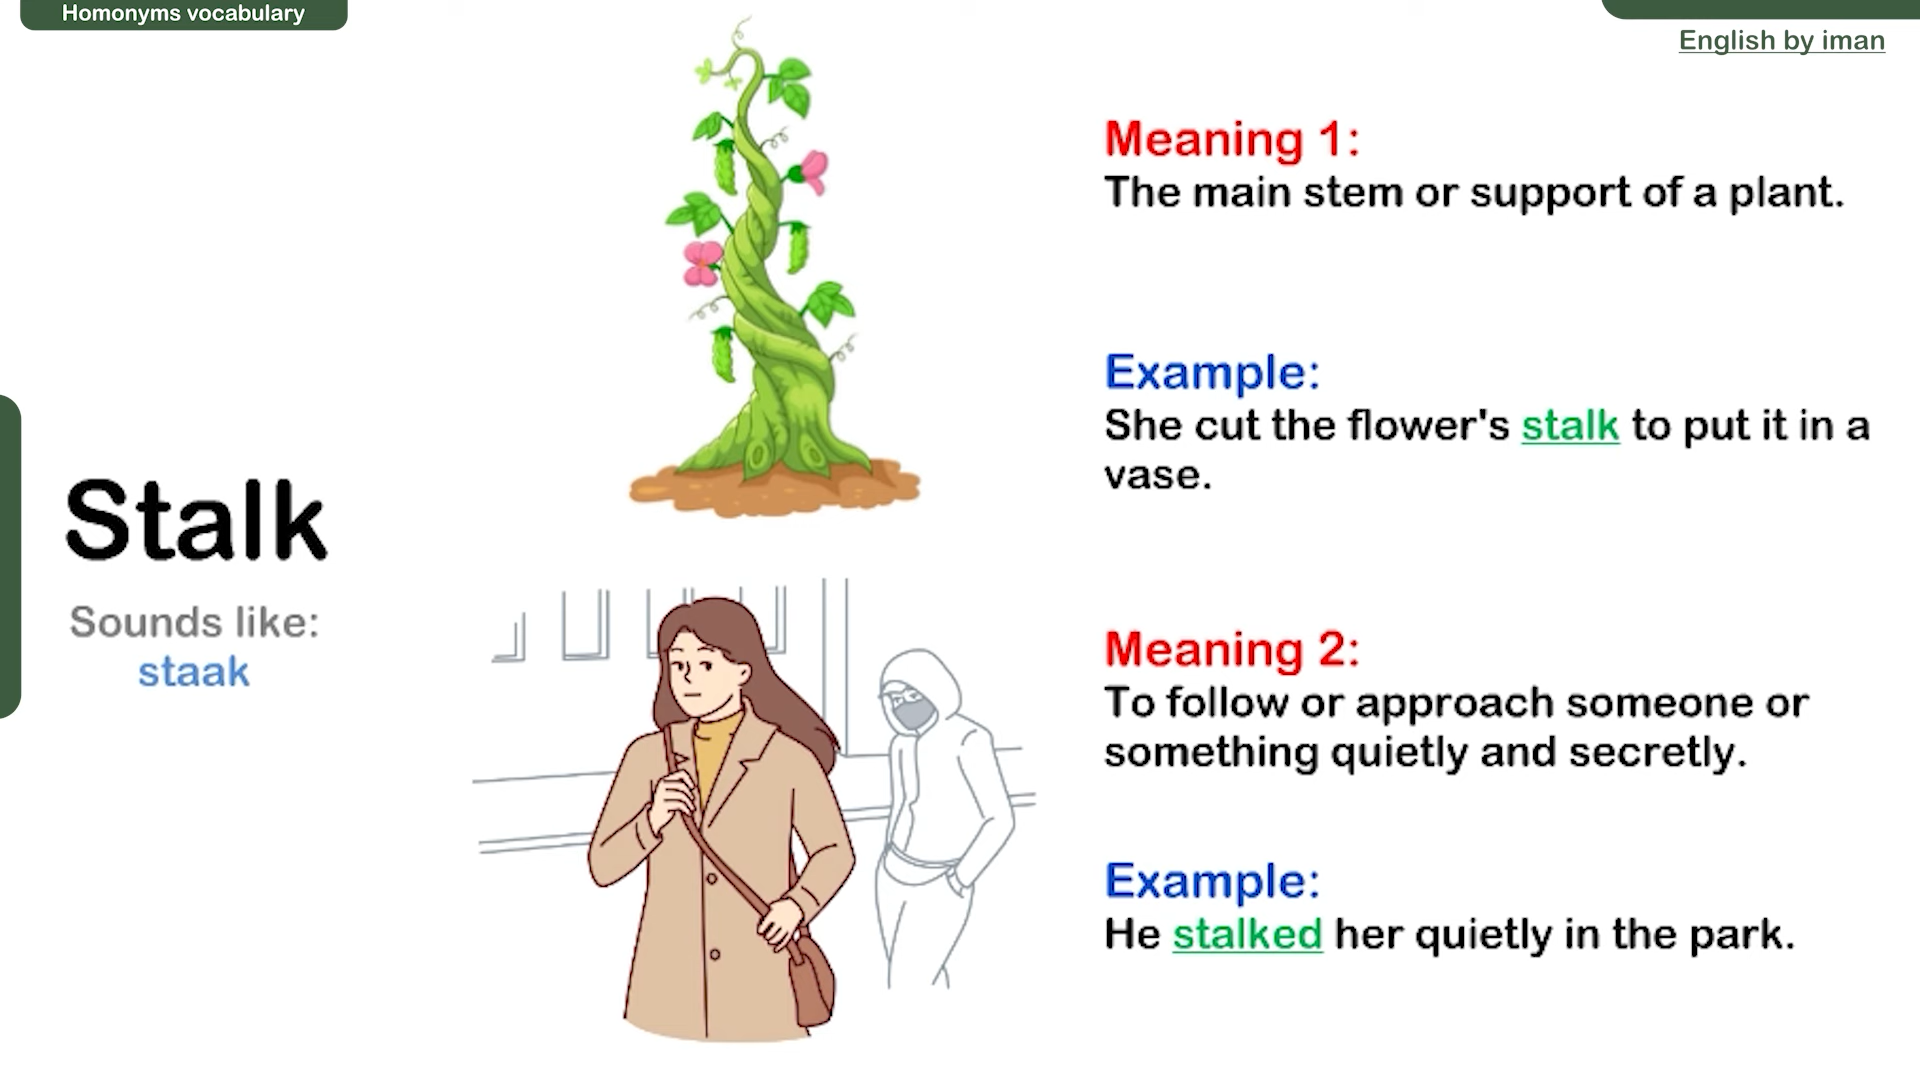 Homonyms vocabulary
English by iman
Stalk
Sounds like:
staak
Meaning 1:
The main stem or support of a plant.
Example:
She cut the flower's stalk to put it in a
vase.
Meaning 2:
To follow or approach someone or
something quietly and secretly.
Example:
He stalked her quietly in the park.